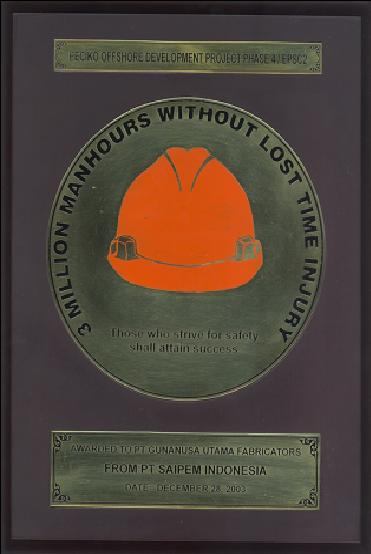 PECIKO OFFSHORE DEVELOPMENT PROJECT PHASE 4 / EPSC2
3 MILLION MANHOURS WITHOUT LOST TIME INJURY
Those who strive for safety
shall attain success
AWARDED TO PT GUNANUSA UTAMA FABRICATORS
FROM PT SAIPEM INDONESIA
DATE: DECEMBER 28, 2003